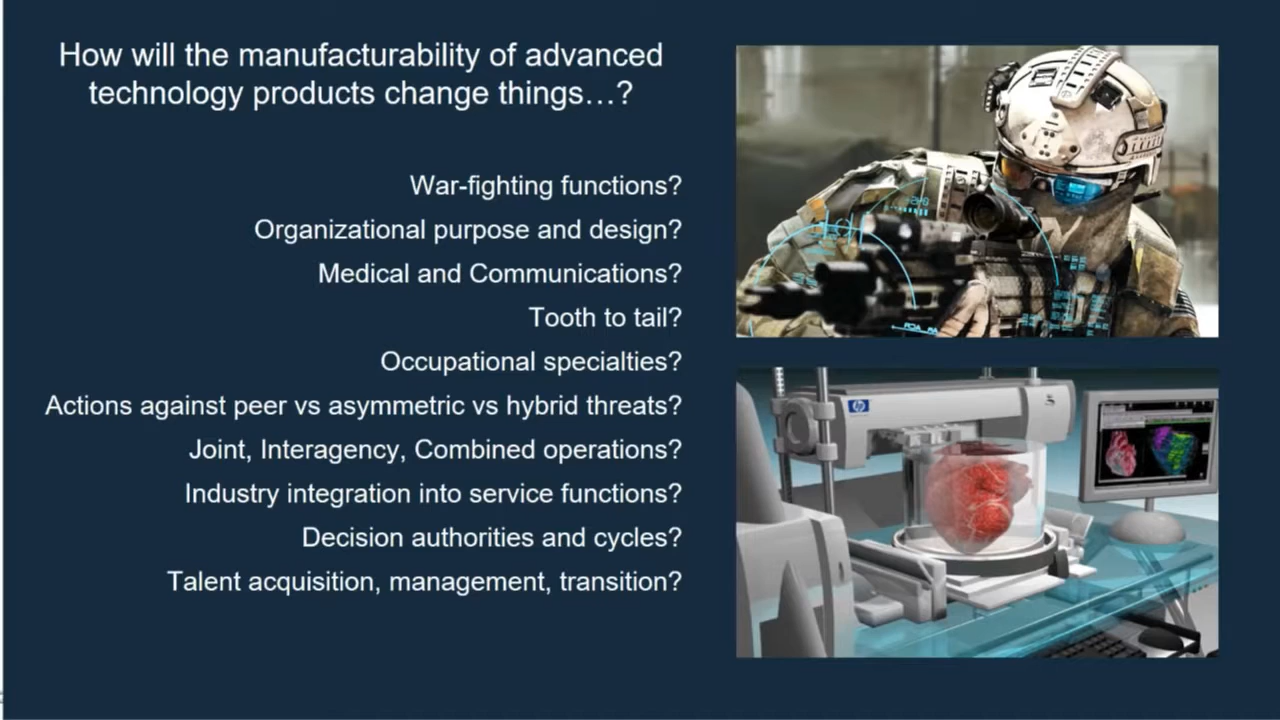 How will the manufacturability of advanced
technology products change things…?
War-fighting functions?
Organizational purpose and design?
Medical and Communications?
Tooth to tail?
Occupational specialties?
Actions against peer vs asymmetric vs hybrid threats?
Joint, Interagency, Combined operations?
Industry integration into service functions?
Decision authorities and cycles?
Talent acquisition, management, transition?
hp